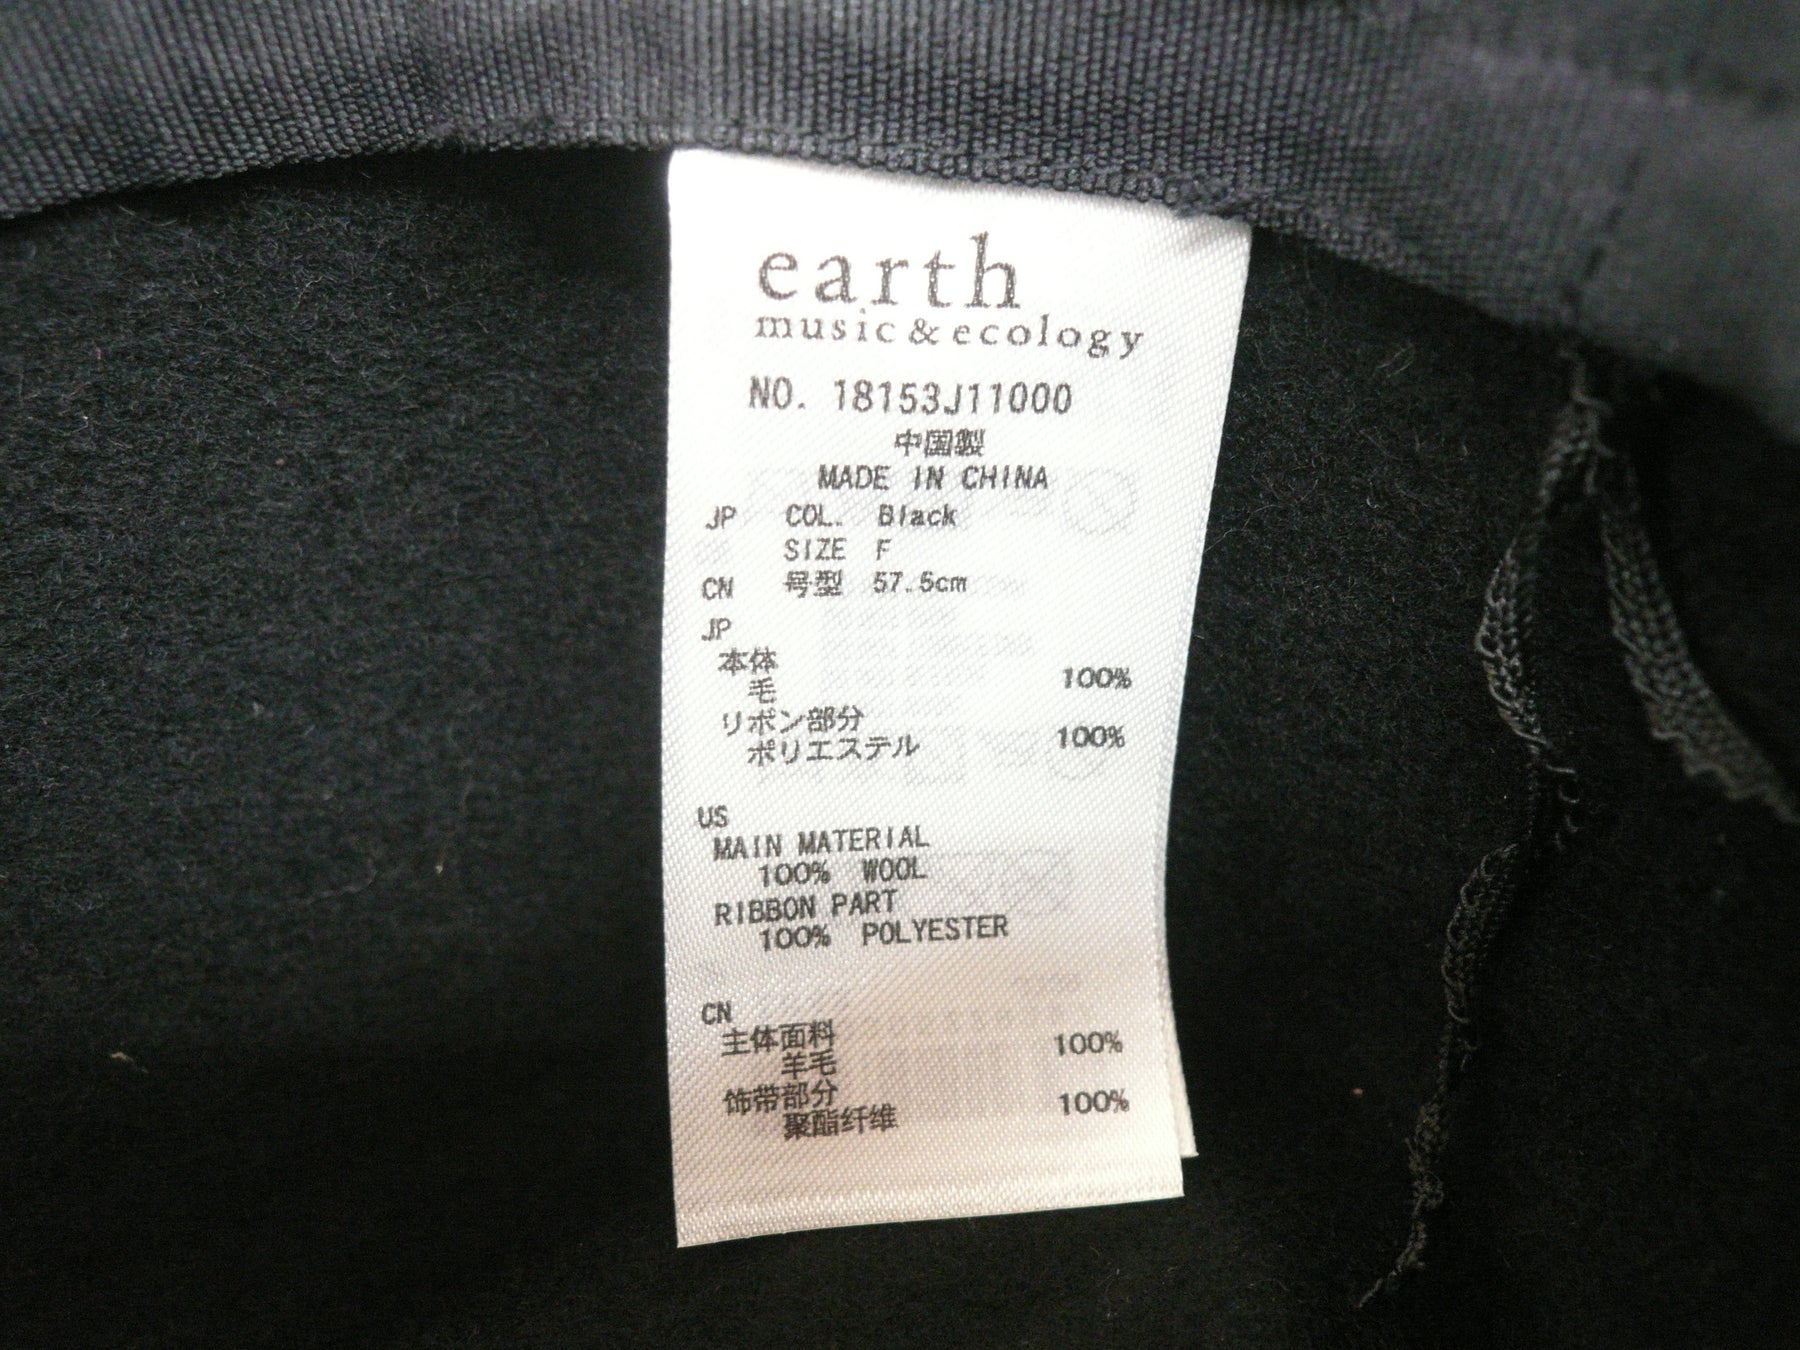 earth
music & ecology
NO. 18153J11000
中国製
MADE IN CHINA
JP COL. Black
SIZE F
CN 号型 57.5cm
JP
本体
毛 100%
リボン部分
ポリエステル 100%
US
MAIN MATERIAL
100% WOOL
RIBBON PART
100% POLYESTER
CN
主体面料
羊毛 100%
饰带部分
聚酯纤维 100%